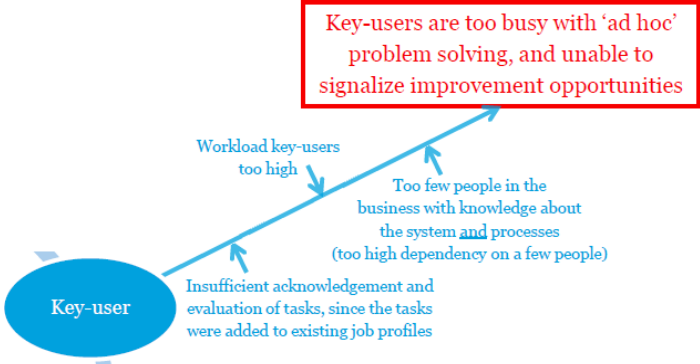 Key-users are too busy with ‘ad hoc’
problem solving, and unable to
signalize improvement opportunities
Workload key-users
too high
Too few people in the
business with knowledge about
the system and processes
(too high dependency on a few people)
Insufficient acknowledgement and
evaluation of tasks, since the tasks
were added to existing job profiles
Key-user